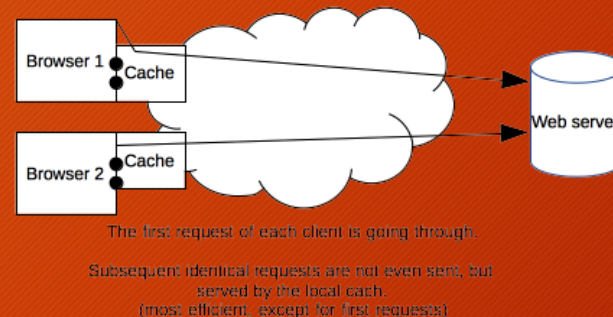 Browser 1
Cache
Web serve
Browser 2
Cache
The first request of each client is going through.
Subsequent identical requests are not even sent, but
served by the local cach.
(most efficient, except for first requests)